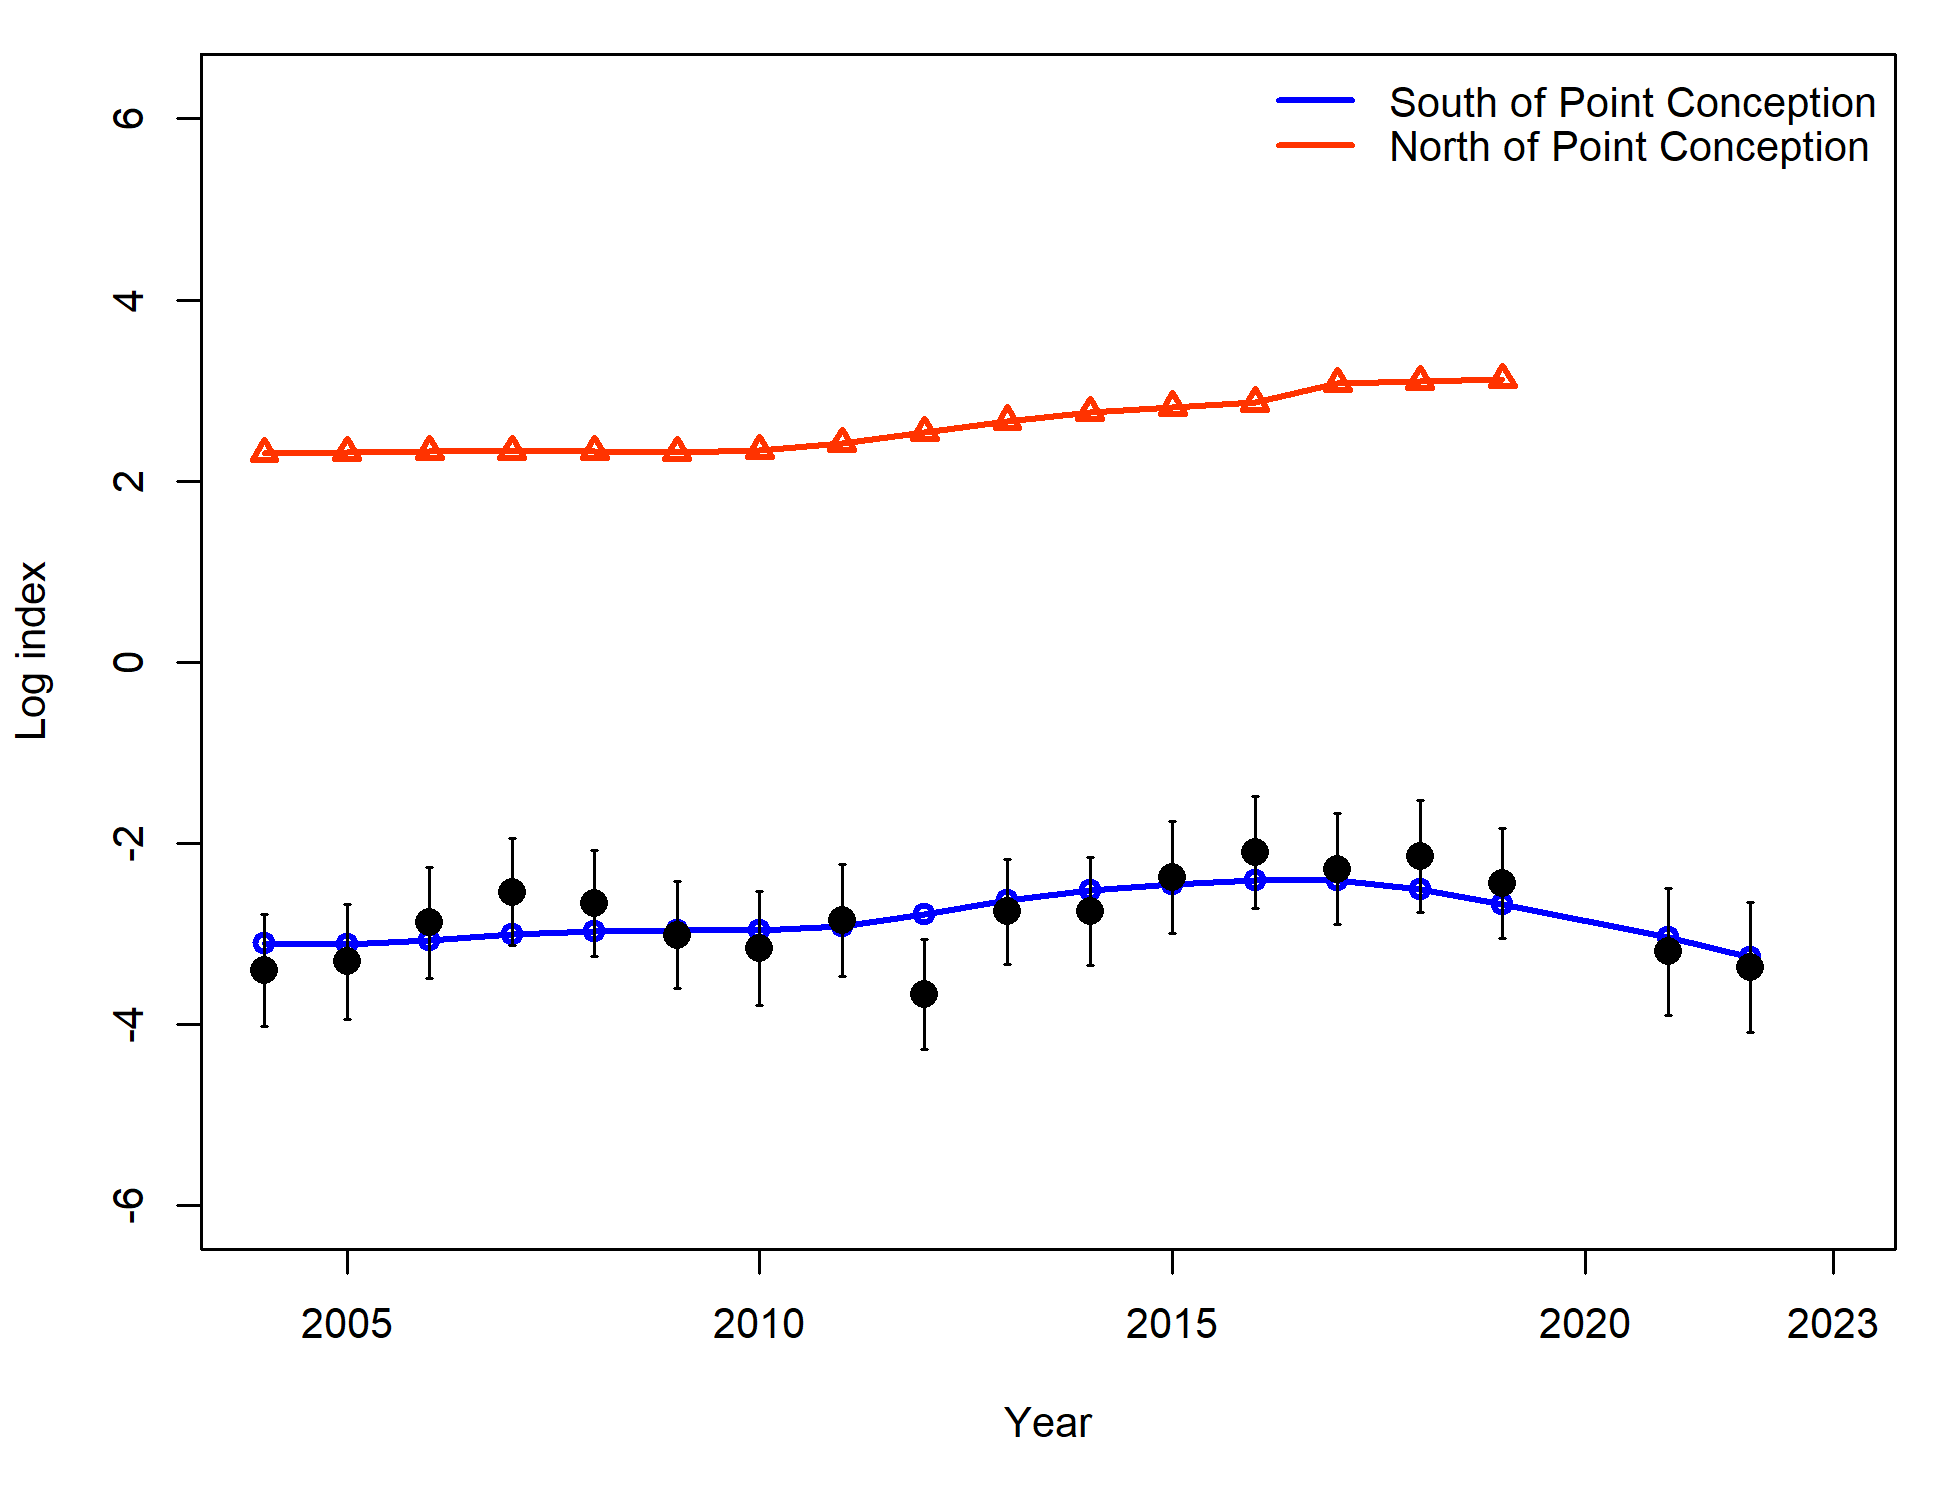 South of Point Conception
North of Point Conception
6
4
2
0
-2
-4
-6
Log index
2005 2010 2015 2020 2023
Year